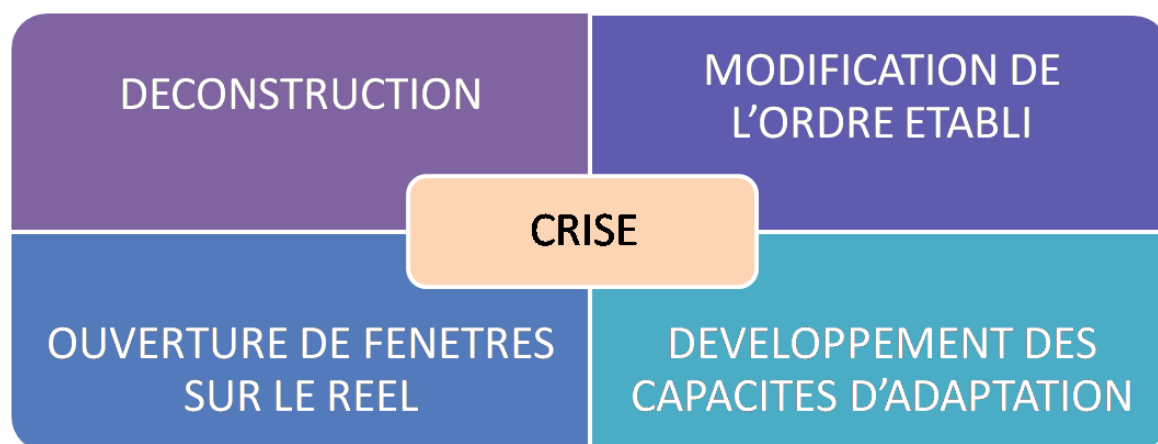 DECONSTRUCTION
MODIFICATION DE
L’ORDRE ETABLI
CRISE
OUVERTURE DE FENETRES
SUR LE REEL
DEVELOPPEMENT DES
CAPACITES D’ADAPTATION